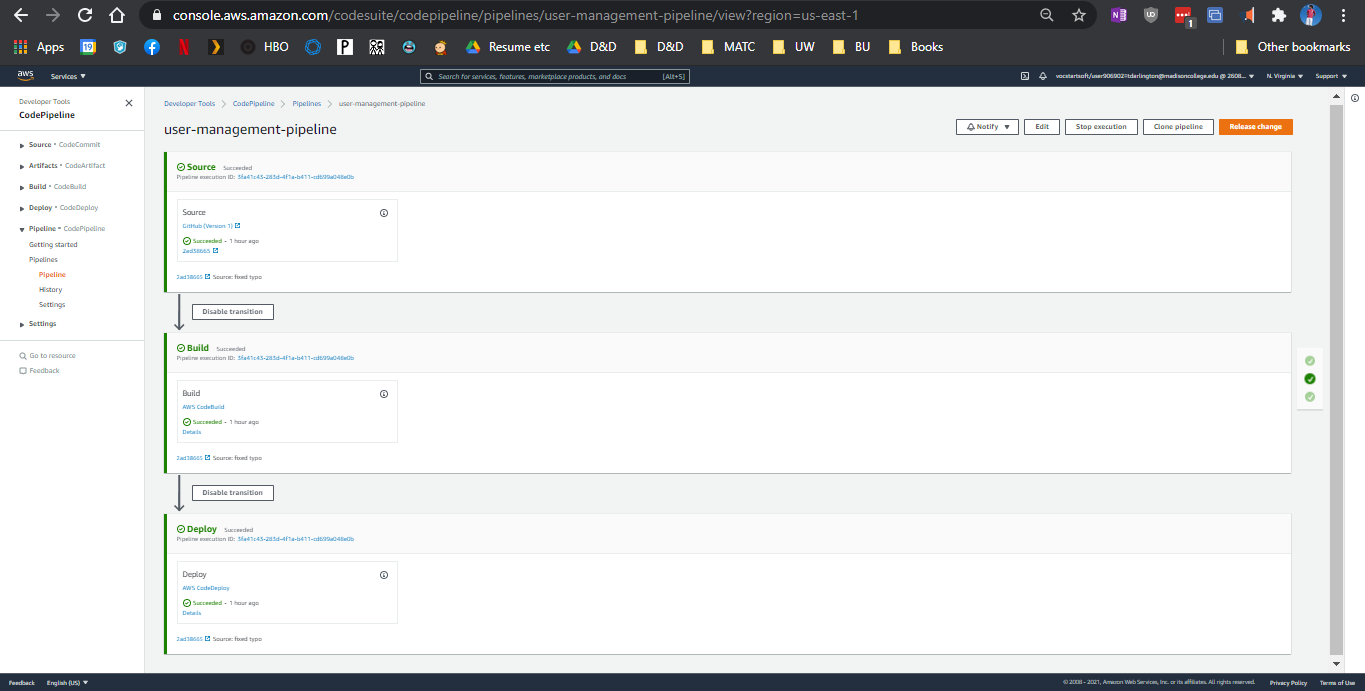 console.aws.amazon.com/codesuite/codepipeline/pipelines/user-management-pipeline/view?region=us-east-1
Apps 19 HBO P Resume etc D&D D&D MATC UW BU Books Other bookmarks
aws Services Search for services, features, marketplace products, and docs [Alt+S] vocstartsoft/user906902=tdarlington@madisoncollege.edu @ 2608... N. Virginia Support
Developer Tools
CodePipeline
Source • CodeCommit
Artifacts • CodeArtifact
Build • CodeBuild
Deploy • CodeDeploy
Pipeline • CodePipeline
Getting started
Pipelines
Pipeline
History
Settings
Settings
Go to resource
Feedback
Developer Tools CodePipeline Pipelines user-management-pipeline
user-management-pipeline
Notify Edit Stop execution Clone pipeline Release change
Source Succeeded
Pipeline execution ID: 3fa41c43-283d-4f1a-b411-cd699a048e0b
Source
GitHub (Version 1)
Succeeded - 1 hour ago
2ad38665
2ad38665 Source: fixed typo
Disable transition
Build Succeeded
Pipeline execution ID: 3fa41c43-283d-4f1a-b411-cd699a048e0b
Build
AWS CodeBuild
Succeeded - 1 hour ago
Details
2ad38665 Source: fixed typo
Disable transition
Deploy Succeeded
Pipeline execution ID: 3fa41c43-283d-4f1a-b411-cd699a048e0b
Deploy
AWS CodeDeploy
Succeeded - 1 hour ago
Details
2ad38665 Source: fixed typo
Feedback English (US) © 2008 - 2021, Amazon Web Services, Inc. or its affiliates. All rights reserved. Privacy Policy Terms of Use